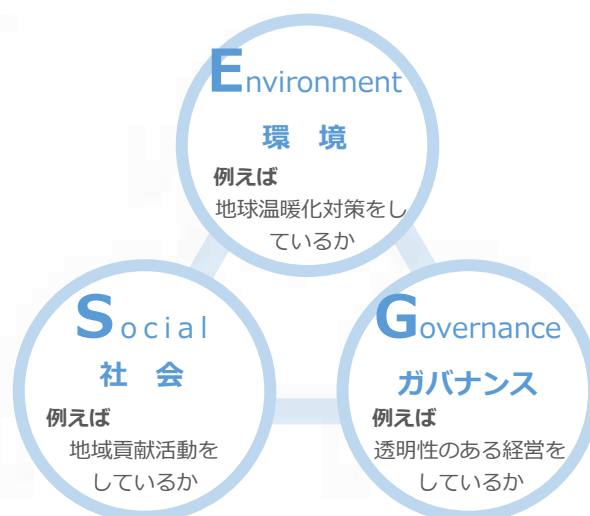 Environment
環 境
例えば
地球温暖化対策をし
ているか
Social
社 会
例えば
地域貢献活動を
しているか
Governance
ガバナンス
例えば
透明性のある経営を
しているか